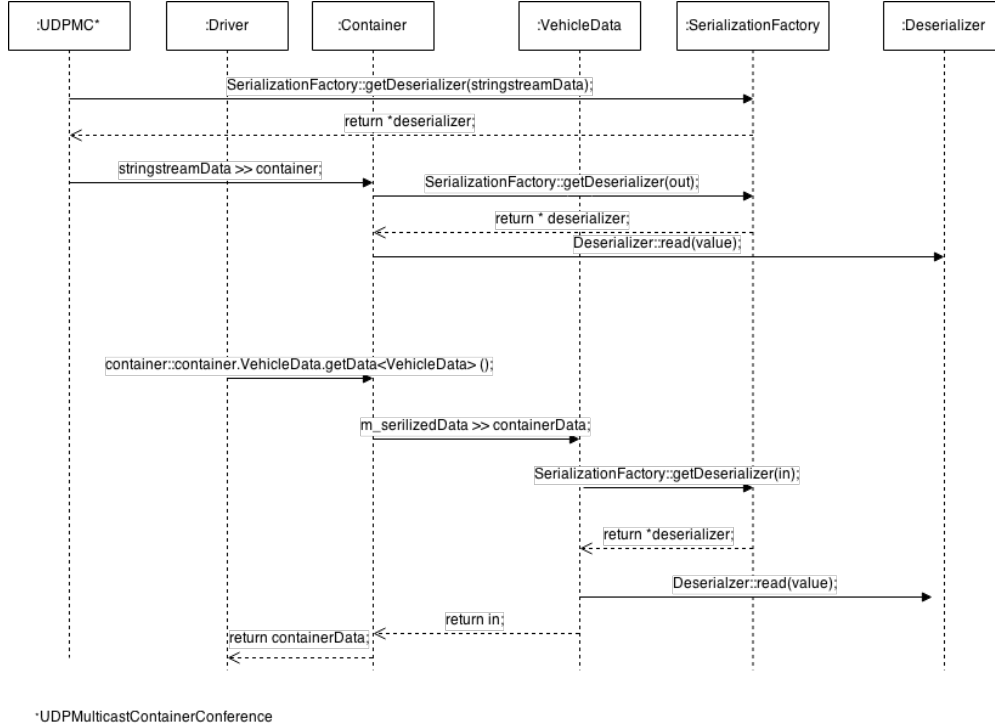 :UDPMC*
:Driver
:Container
:VehicleData
:SerializationFactory
:Deserializer
SerializationFactory::getDeserializer(stringstreamData);
return *deserializer;
stringstreamData >> container;
SerializationFactory::getDeserializer(out);
return * deserializer;
Deserializer::read(value);
container::container.VehicleData.getData<VehicleData> ();
m_serilizedData >> containerData;
SerializationFactory::getDeserializer(in);
return *deserializer;
Deserialzer::read(value);
return in;
return containerData;
*UDPMulticastContainerConference